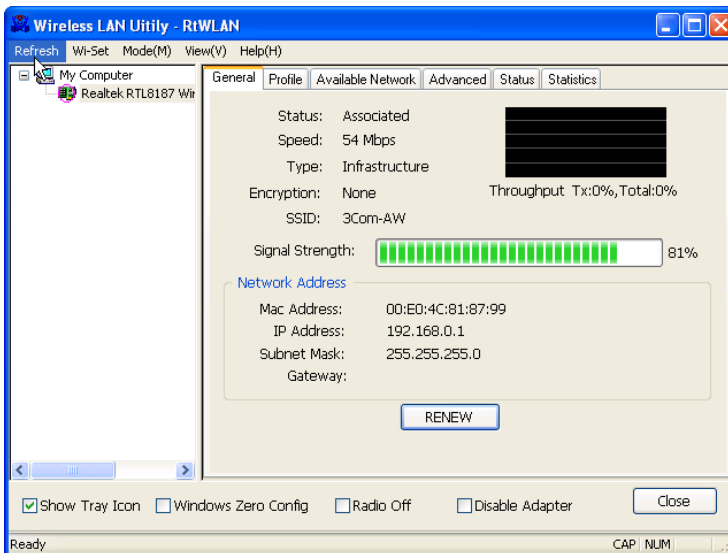 Wireless LAN Uitily - RtWLAN
Refresh Wi-Set Mode(M) View(V) Help(H)
My Computer
Realtek RTL8187 Wir
General Profile Available Network Advanced Status Statistics
Status: Associated
Speed: 54 Mbps
Type: Infrastructure
Encryption: None
SSID: 3Com-AW
Throughput Tx:0%,Total:0%
Signal Strength: 81%
Network Address
Mac Address: 00:E0:4C:81:87:99
IP Address: 192.168.0.1
Subnet Mask: 255.255.255.0
Gateway:
RENEW
Show Tray Icon Windows Zero Config Radio Off Disable Adapter Close
Ready CAP NUM